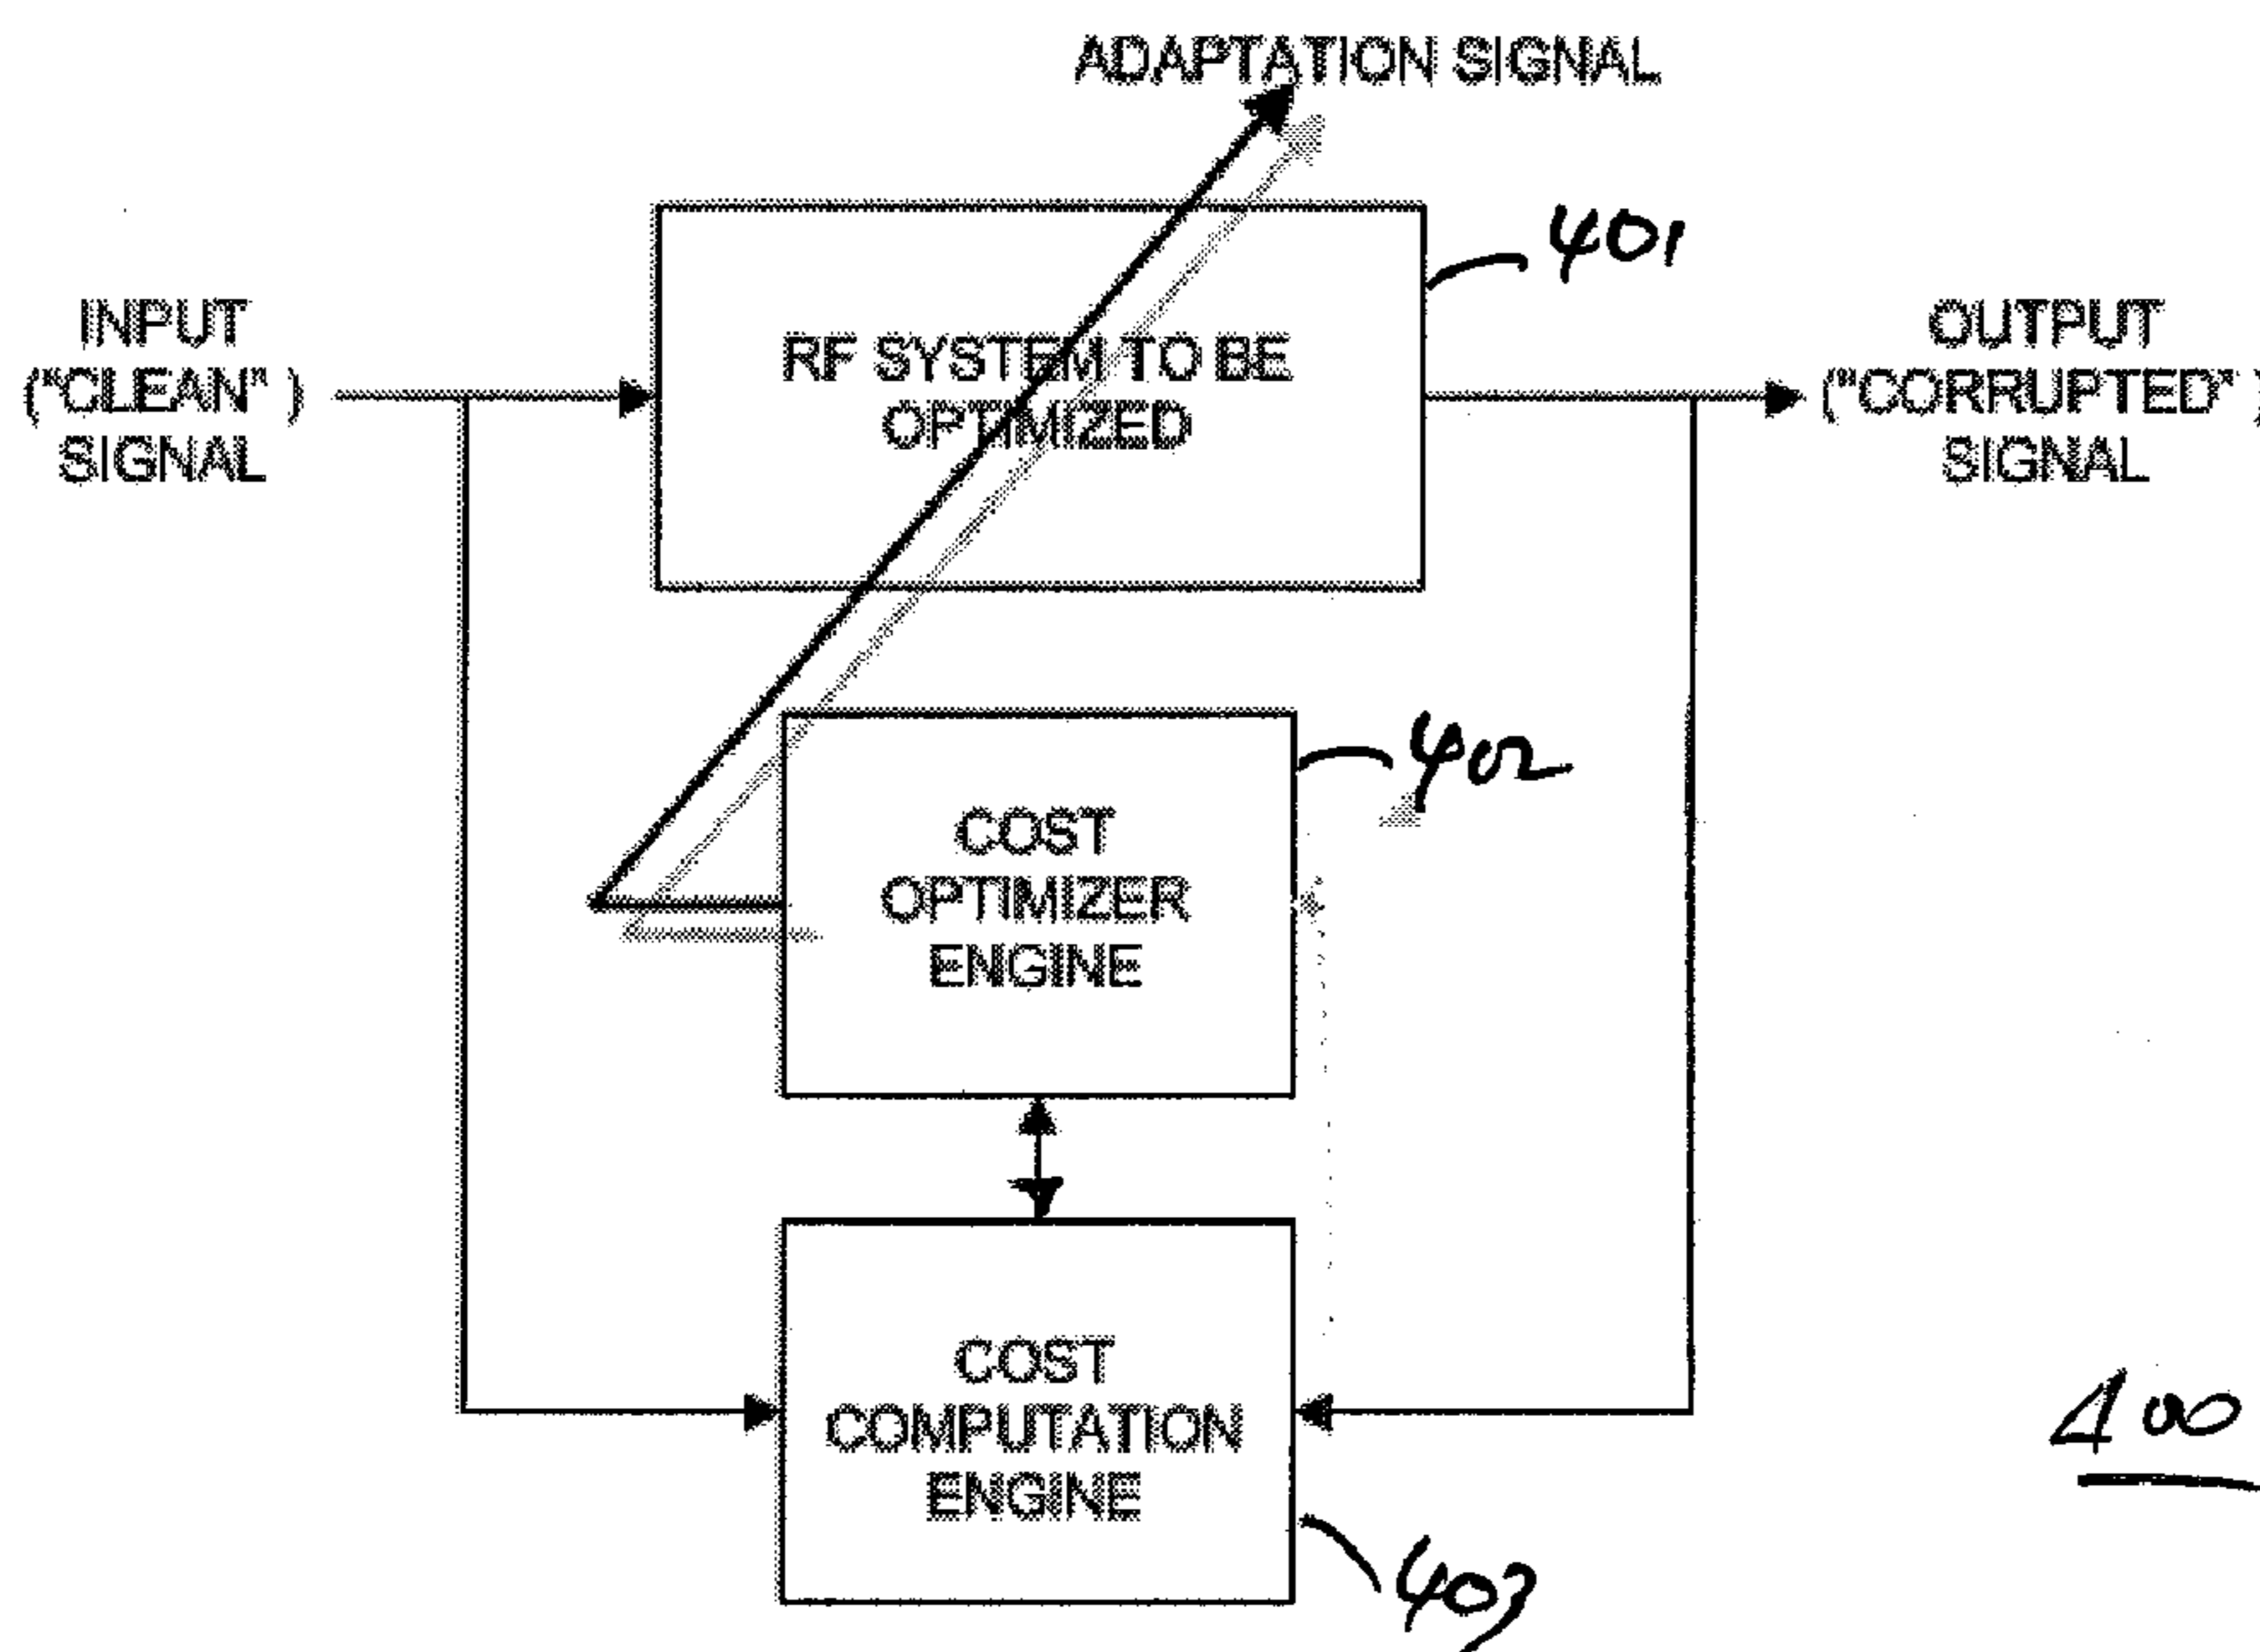 ADAPTATION SIGNAL
401
INPUT
("CLEAN" )
SIGNAL
RF SYSTEM TO BE
OPTIMIZED
OUTPUT
("CORRUPTED" )
SIGNAL
402
COST
OPTIMIZER
ENGINE
COST
COMPUTATION
ENGINE
400
403